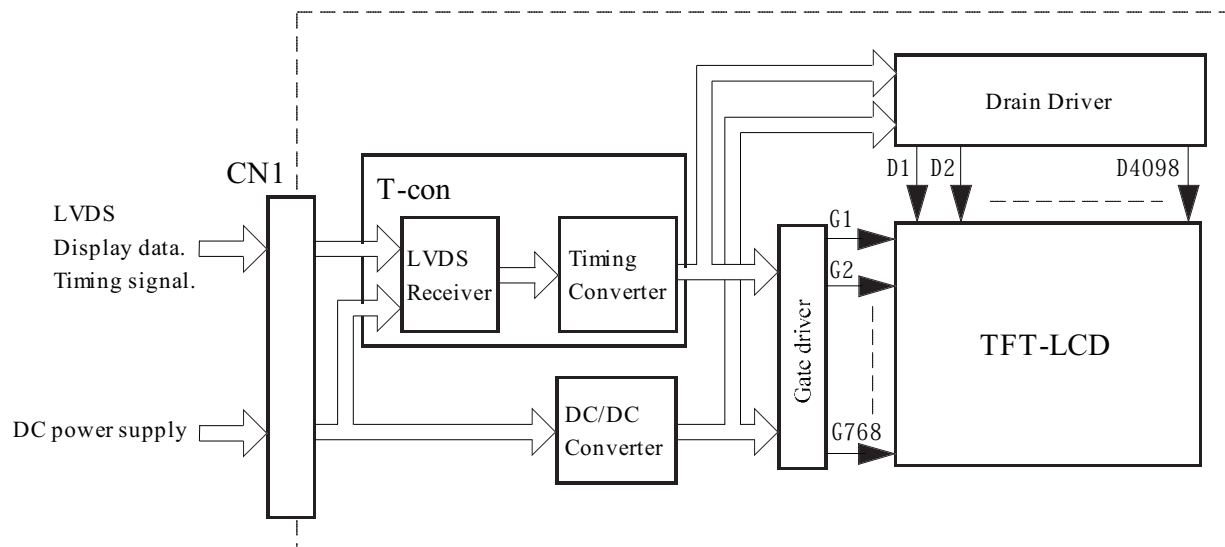 Drain Driver
D1
D2
D4098
CN1
T-con
LVDS
Display data.
Timing signal.
LVDS
Receiver
Timing
Converter
G1
G2
Gate driver
TFT-LCD
G768
DC power supply
DC/DC
Converter